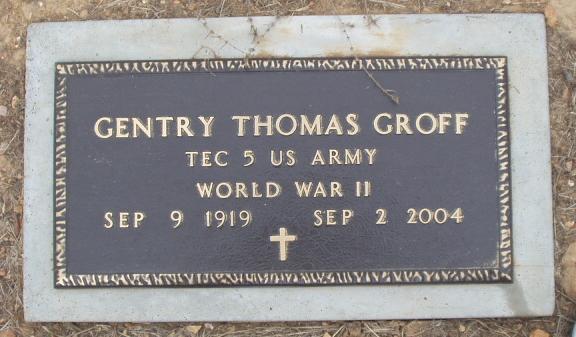 GENTRY THOMAS GROFF
TEC 5 US ARMY
WORLD WAR II
SEP 9 1919 SEP 2 2004